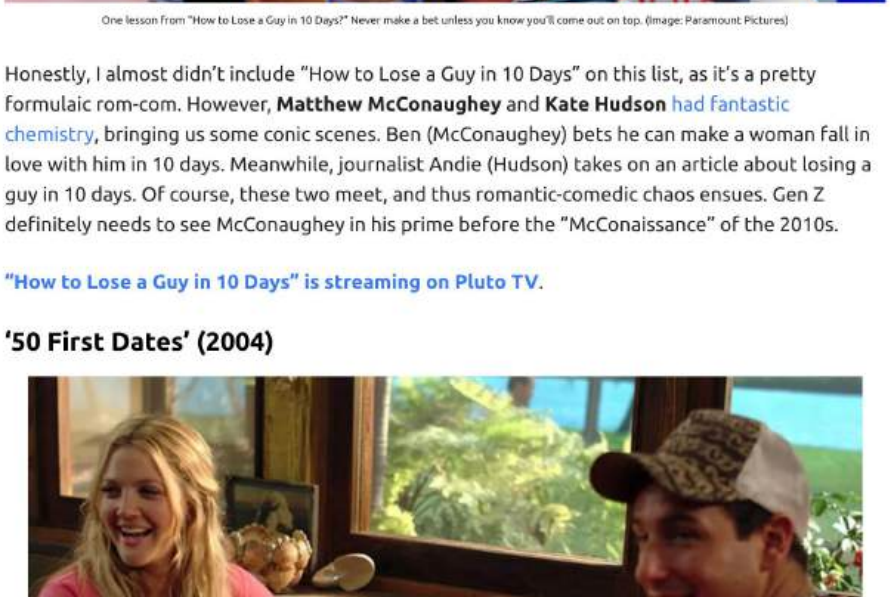 One lesson from "How to Lose a Guy in 10 Days?" Never make a bet unless you know you'll come out on top. (Image: Paramount Pictures)
Honestly, I almost didn't include “How to Lose a Guy in 10 Days” on this list, as it's a pretty
formulaic rom-com. However, Matthew McConaughey and Kate Hudson had fantastic
chemistry, bringing us some conic scenes. Ben (McConaughey) bets he can make a woman fall in
love with him in 10 days. Meanwhile, journalist Andie (Hudson) takes on an article about losing a
guy in 10 days. Of course, these two meet, and thus romantic-comedic chaos ensues. Gen Z
definitely needs to see McConaughey in his prime before the “McConaissance” of the 2010s.
“How to Lose a Guy in 10 Days” is streaming on Pluto TV.
‘50 First Dates’ (2004)